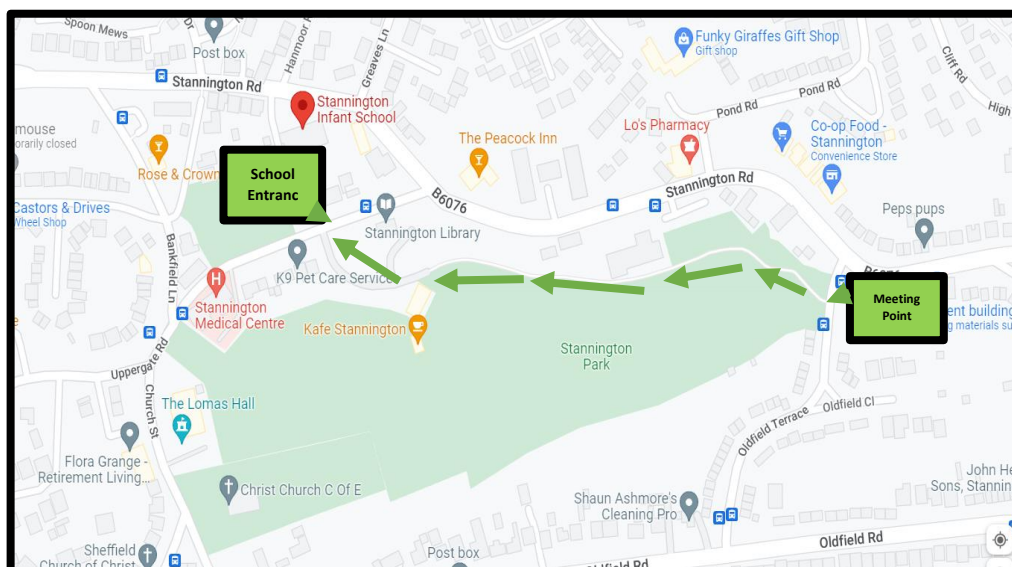 Spoon Mews
Post box
Hanmoor R
Greaves Ln
Funky Giraffes Gift Shop
Gift shop
Cliff Rd
High
Stannington Rd
Stannington
Infant School
Pond Rd
Pond Rd
mouse
orarily closed
The Peacock Inn
Lo's Pharmacy
Co-op Food -
Stannington
Convenience Store
Rose & Crown
School
Entranc
Stannington Rd
B6076
Castors & Drives
Wheel Shop
Peps pups
Stannington Library
Bankfield Ln
K9 Pet Care Service
Meeting
Point
ent building
g materials su
Stannington
Medical Centre
Kafe Stannington
Stannington
Park
Uppergate Rd
The Lomas Hall
Church St
Oldfield Cl
Oldfield Terrace
Flora Grange -
Retirement Living...
Christ Church C Of E
Shaun Ashmore's
Cleaning Pro
John He
Sons, Stannin
Oldfield Rd
Sheffield
Church of Christ
Post box